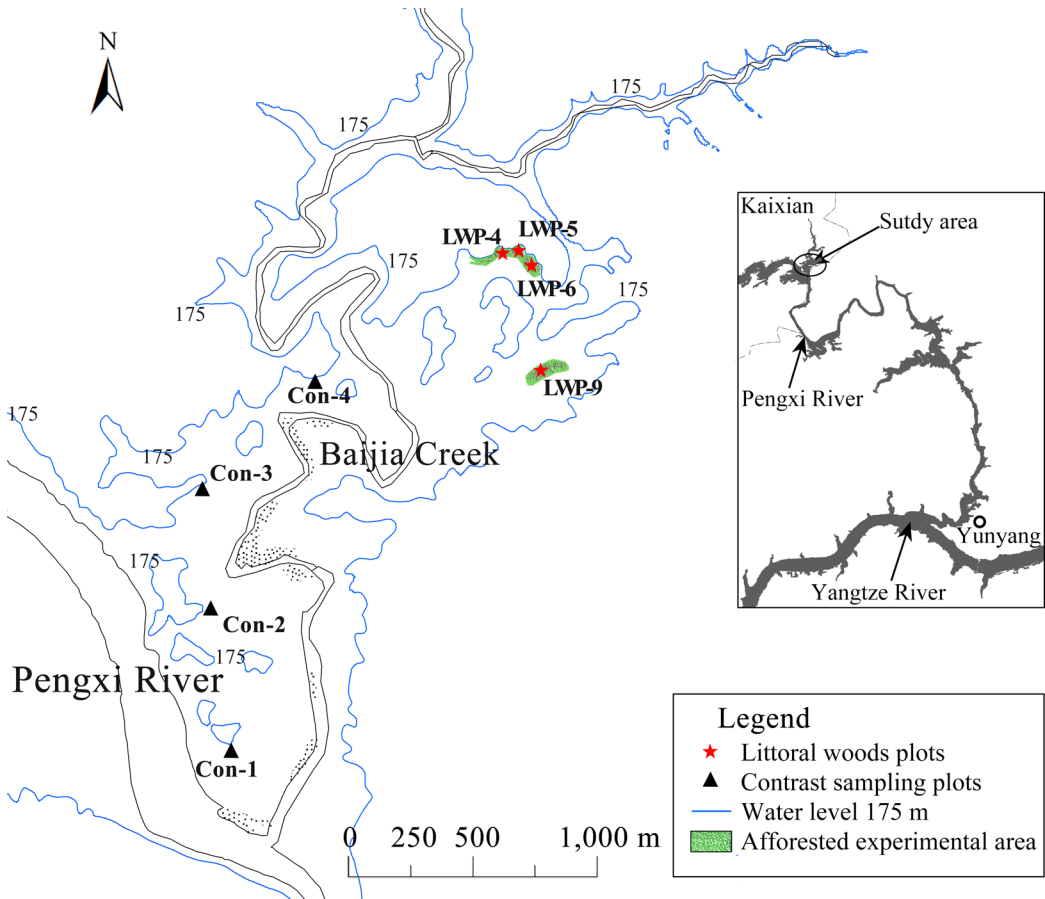 N
175
175
LWP-5
LWP-4
175
LWP-6
175
175
LWP-9
Con-4
175
Baijia Creek
175
Con-3
175
Con-2
175
Pengxi River
Con-1
0 250 500 1,000 m
Kaixian
Sutdy area
Pengxi River
Yunyang
Yangtze River
Legend
Littoral woods plots
Contrast sampling plots
Water level 175 m
Afforested experimental area